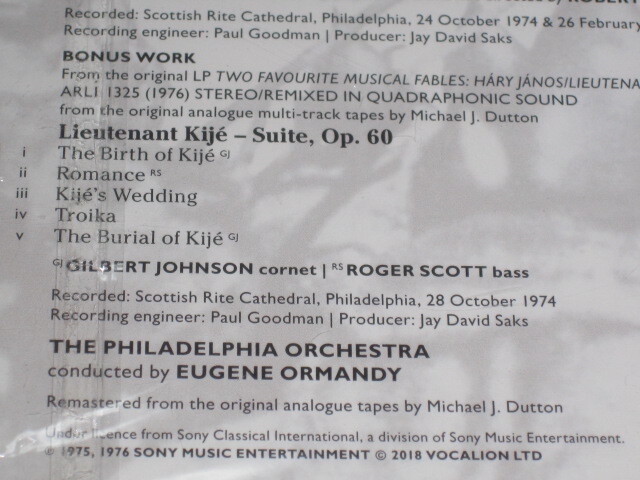 Recorded: Scottish Rite Cathedral, Philadelphia, 24 October 1974 & 26 February
Recording engineer: Paul Goodman | Producer: Jay David Saks
BONUS WORK
From the original LP TWO FAVOURITE MUSICAL FABLES: HÁRY JÁNOS/LIEUTENA
ARLI 1325 (1976) STEREO/REMIXED IN QUADRAPHONIC SOUND
from the original analogue multi-track tapes by Michael J. Dutton
Lieutenant Kijé – Suite, Op. 60
i The Birth of Kijé GJ
ii Romance RS
iii Kijé's Wedding
iv Troika
v The Burial of Kijé GJ
GJ GILBERT JOHNSON cornet | RS ROGER SCOTT bass
Recorded: Scottish Rite Cathedral, Philadelphia, 28 October 1974
Recording engineer: Paul Goodman | Producer: Jay David Saks
THE PHILADELPHIA ORCHESTRA
conducted by EUGENE ORMANDY
Remastered from the original analogue tapes by Michael J. Dutton
Under licence from Sony Classical International, a division of Sony Music Entertainment.
℗ 1975, 1976 SONY MUSIC ENTERTAINMENT © 2018 VOCALION LTD